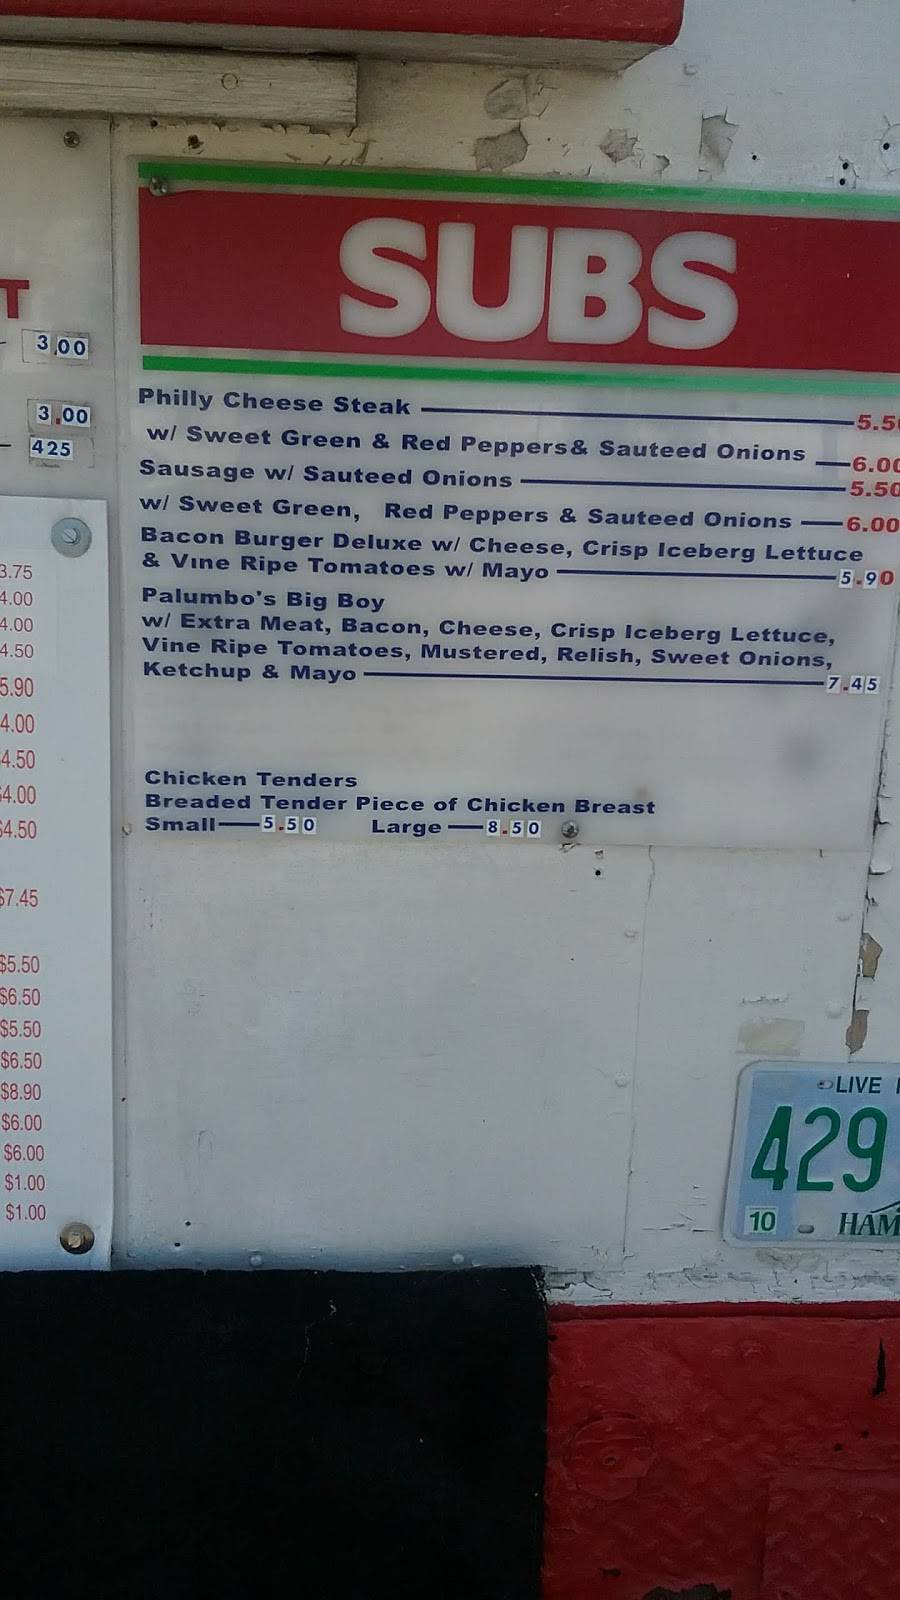 T
3.00
3.00
425
3.75
4.00
4.00
4.50
5.90
4.00
4.50
4.00
$4.50
$7.45
$5.50
$6.50
$5.50
$6.50
$8.90
$6.00
$6.00
$1.00
$1.00
SUBS
Philly Cheese Steak 5.50
w/ Sweet Green & Red Peppers& Sauteed Onions 6.00
Sausage w/ Sauteed Onions 5.50
w/ Sweet Green, Red Peppers & Sauteed Onions 6.00
Bacon Burger Deluxe w/ Cheese, Crisp Iceberg Lettuce
& Vine Ripe Tomatoes w/ Mayo 5.90
Palumbo's Big Boy
w/ Extra Meat, Bacon, Cheese, Crisp Iceberg Lettuce,
Vine Ripe Tomatoes, Mustered, Relish, Sweet Onions,
Ketchup & Mayo 7.45
Chicken Tenders
Breaded Tender Piece of Chicken Breast
Small 5.50 Large 8.50
LIVE
429
10 HAM